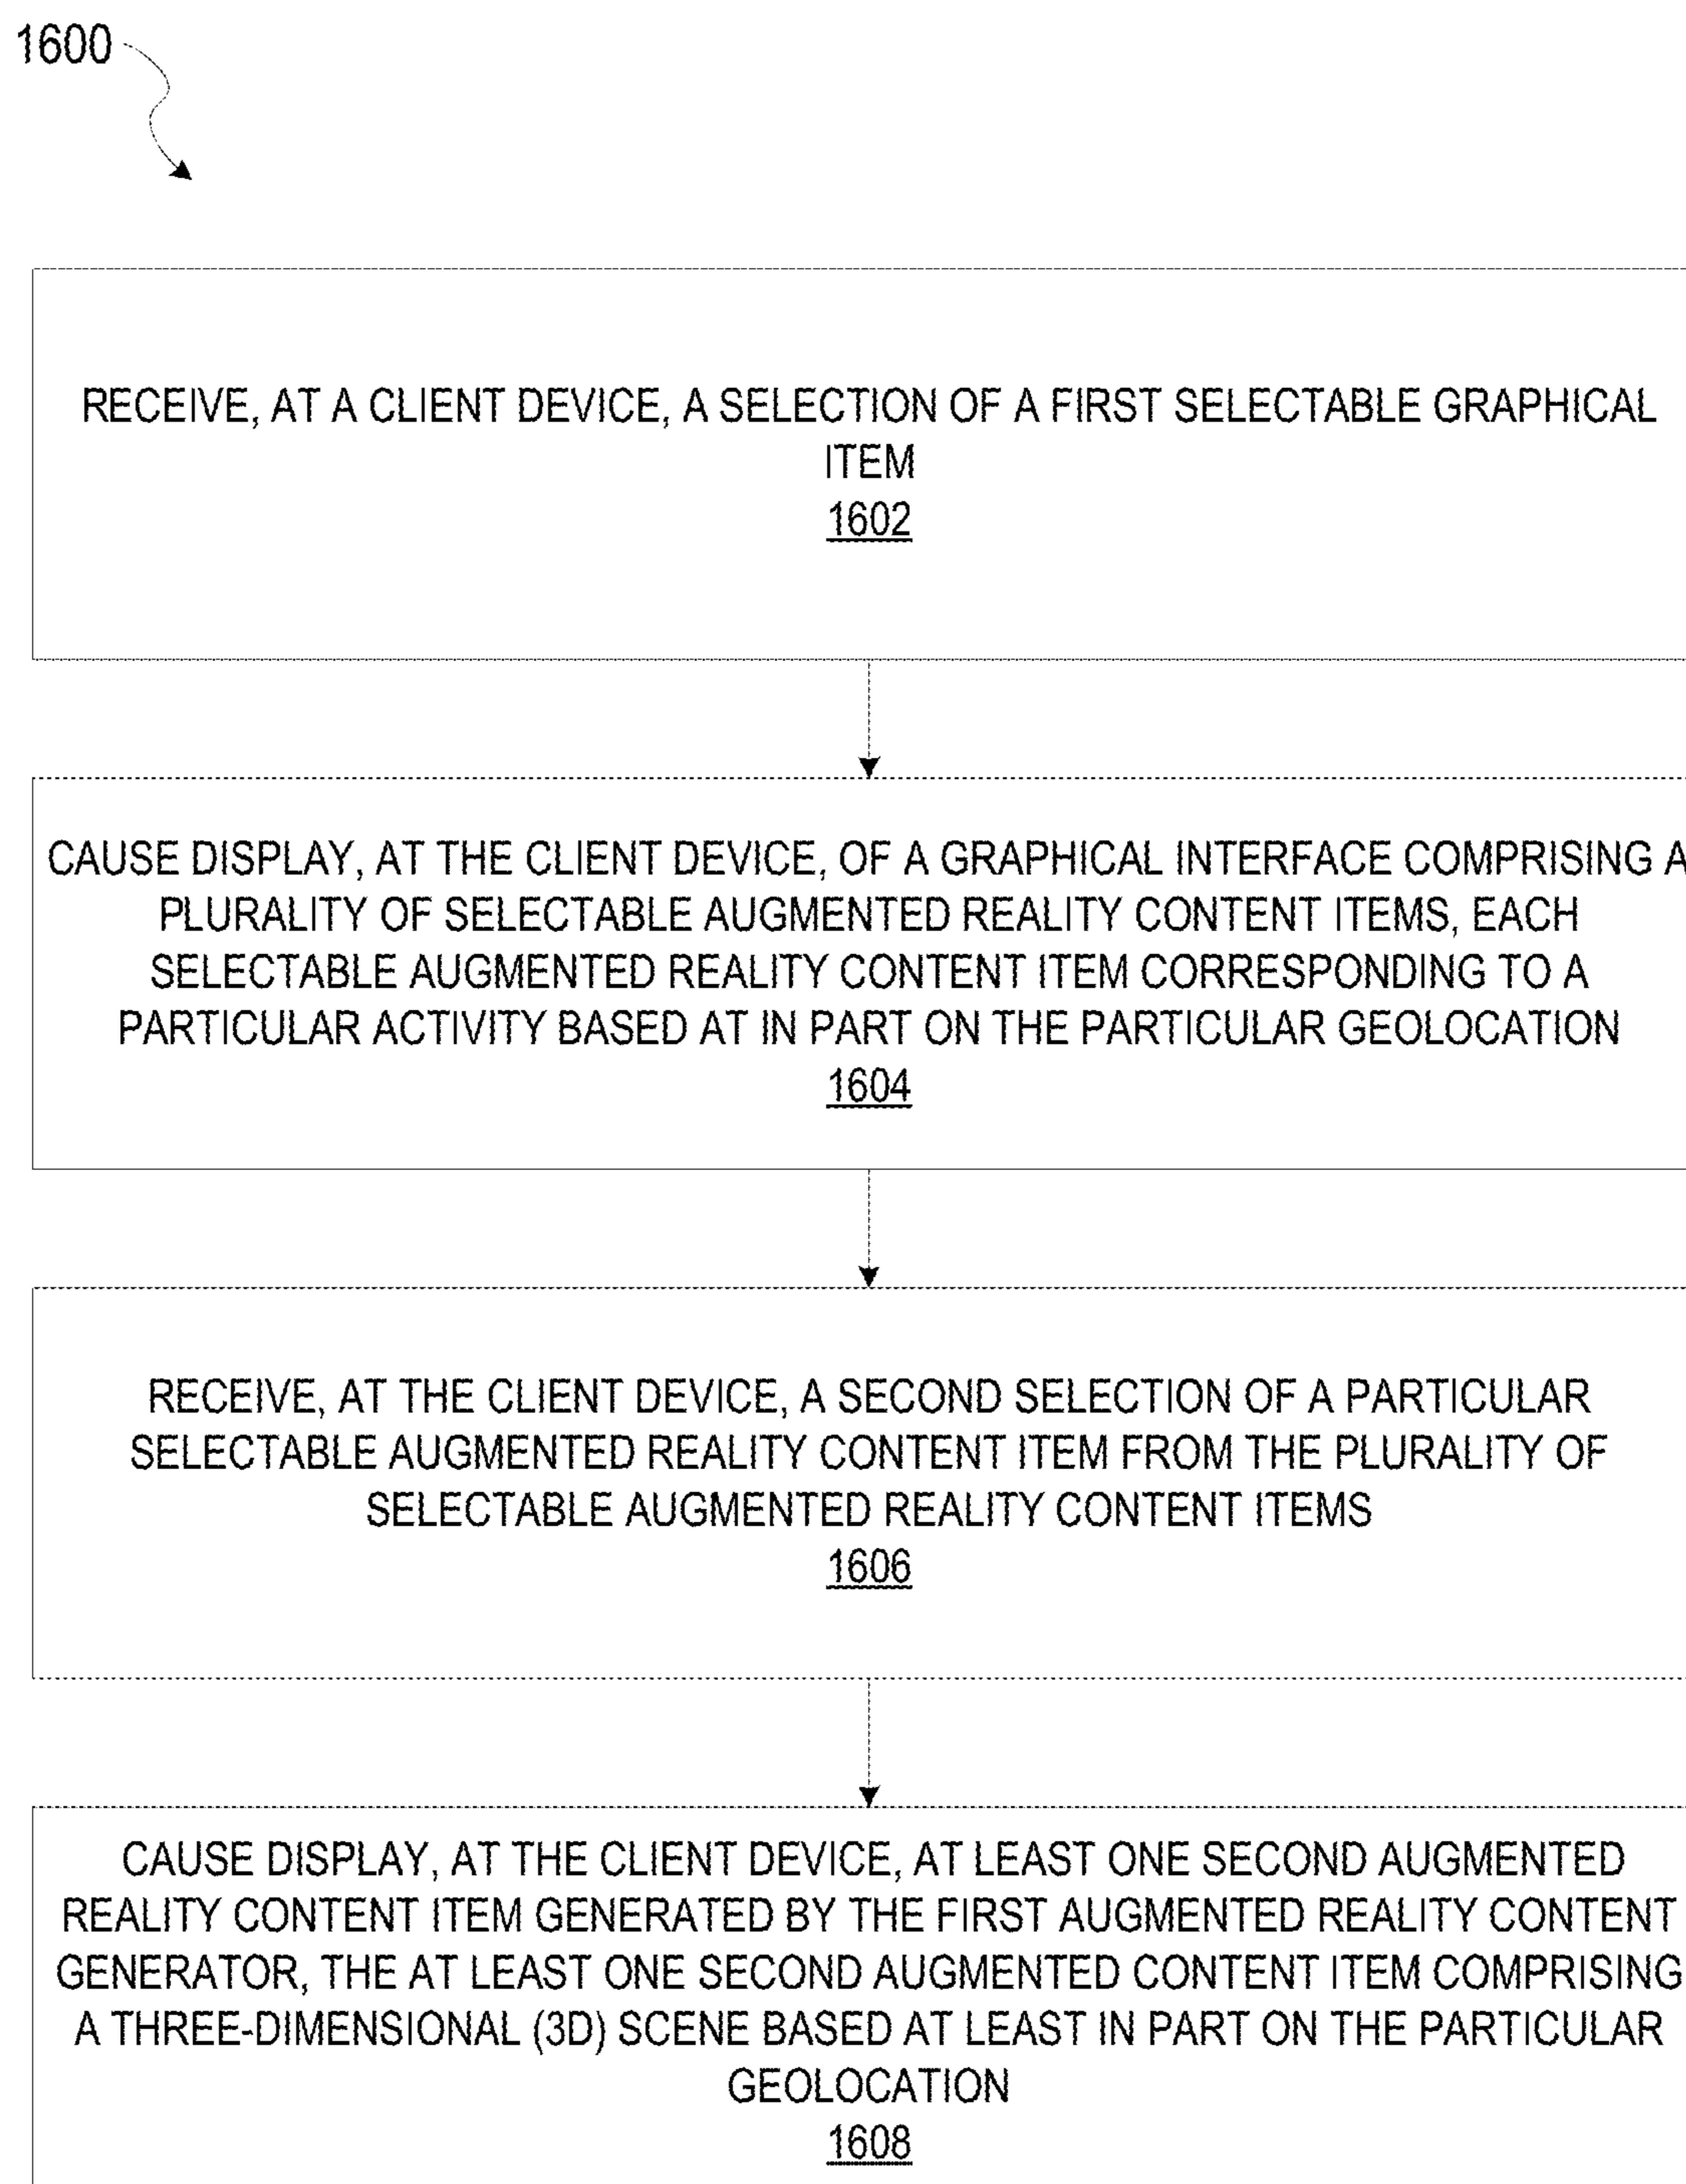 1600
RECEIVE, AT A CLIENT DEVICE, A SELECTION OF A FIRST SELECTABLE GRAPHICAL
ITEM
1602
CAUSE DISPLAY, AT THE CLIENT DEVICE, OF A GRAPHICAL INTERFACE COMPRISING A
PLURALITY OF SELECTABLE AUGMENTED REALITY CONTENT ITEMS, EACH
SELECTABLE AUGMENTED REALITY CONTENT ITEM CORRESPONDING TO A
PARTICULAR ACTIVITY BASED AT IN PART ON THE PARTICULAR GEOLOCATION
1604
RECEIVE, AT THE CLIENT DEVICE, A SECOND SELECTION OF A PARTICULAR
SELECTABLE AUGMENTED REALITY CONTENT ITEM FROM THE PLURALITY OF
SELECTABLE AUGMENTED REALITY CONTENT ITEMS
1606
CAUSE DISPLAY, AT THE CLIENT DEVICE, AT LEAST ONE SECOND AUGMENTED
REALITY CONTENT ITEM GENERATED BY THE FIRST AUGMENTED REALITY CONTENT
GENERATOR, THE AT LEAST ONE SECOND AUGMENTED CONTENT ITEM COMPRISING
A THREE-DIMENSIONAL (3D) SCENE BASED AT LEAST IN PART ON THE PARTICULAR
GEOLOCATION
1608